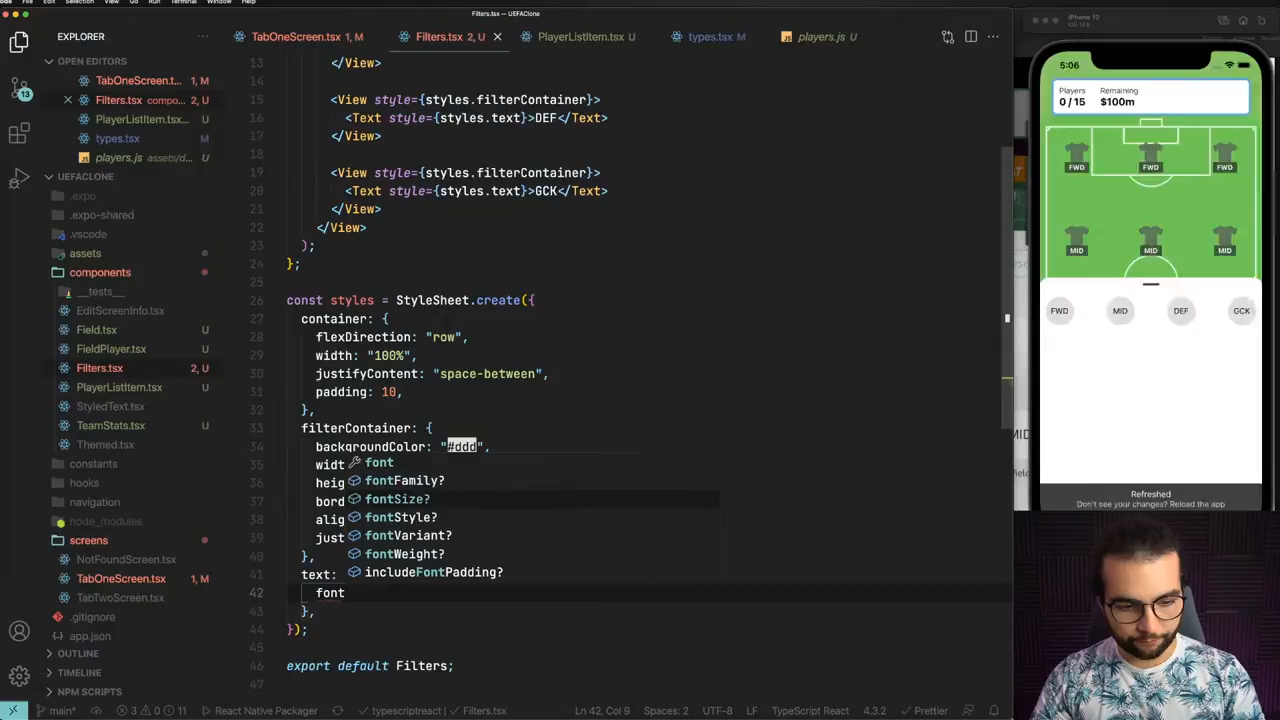 File Edit Selection View Go Run Terminal Window Help
Filters.tsx — UEFAClone
iPhone 12
EXPLORER
TabOneScreen.tsx 1, M
Filters.tsx 2, U
PlayerListItem.tsx U
types.tsx M
players.js U
OPEN EDITORS
TabOneScreen.t... 1, M
Filters.tsx compo... 2, U
PlayerListItem.tsx... U
types.tsx M
players.js assets/d... U
UEFACLONE
.expo
.expo-shared
.vscode
assets
components U
__tests__
EditScreenInfo.tsx
Field.tsx U
FieldPlayer.tsx U
Filters.tsx 2, U
PlayerListItem.tsx U
StyledText.tsx
TeamStats.tsx U
Themed.tsx
constants
hooks
navigation
node_modules
screens
NotFoundScreen.tsx
TabOneScreen.tsx 1, M
TabTwoScreen.tsx
.gitignore
app.json
OUTLINE
TIMELINE
NPM SCRIPTS
13
13 </View>
14
15 <View style={styles.filterContainer}>
16 <Text style={styles.text}>DEF</Text>
17 </View>
18
19 <View style={styles.filterContainer}>
20 <Text style={styles.text}>GCK</Text>
21 </View>
22 </View>
23 );
24 };
25
26 const styles = StyleSheet.create({
27 container: {
28 flexDirection: "row",
29 width: "100%",
30 justifyContent: "space-between",
31 padding: 10,
32 },
33 filterContainer: {
34 backgroundColor: "#ddd",
35 widt
36 heig
37 bord
38 alig
39 just
40 },
41 text:
42 font
43 },
44 });
45
46 export default Filters;
47
font
fontFamily?
fontSize?
fontStyle?
fontVariant?
fontWeight?
includeFontPadding?
5:06
Players Remaining
0 / 15 $100m
FWD FWD FWD
MID MID MID
FWD MID DEF GCK
Refreshed
Don't see your changes? Reload the app
main* 3 0 11 React Native Packager typescriptreact Filters.tsx Ln 42, Col 9 Spaces: 2 UTF-8 LF TypeScript React 4.3.2 Prettier